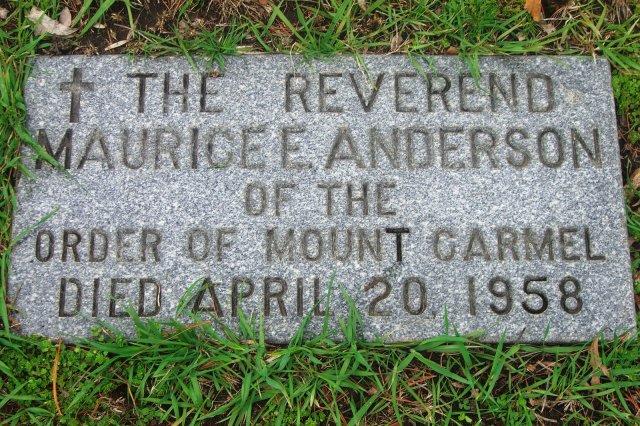 ✝ THE REVEREND
MAURICE E. ANDERSON
OF THE
ORDER OF MOUNT CARMEL
DIED APRIL 20, 1958